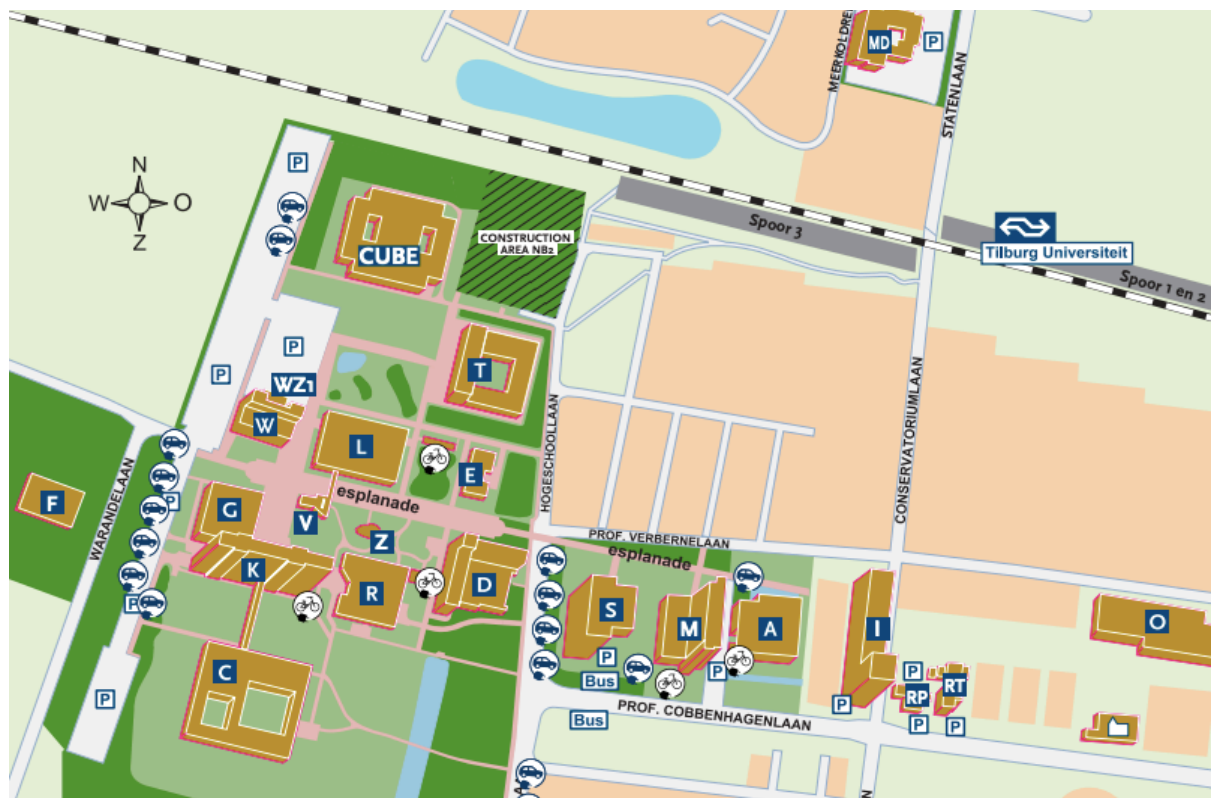 MEERKOLDRE
MD
P
STATENLAAN
N
W
O
Z
P
CUBE
CONSTRUCTION
AREA NB2
Spoor 3
Tilburg Universiteit
Spoor 1 en 2
P
P
WZ1
T
W
L
E
HOGESCHOOLLAAN
CONSERVATORIUMLAAN
F
WARANDELAAN
P
G
V
esplanade
Z
PROF. VERBERNELAAN
esplanade
K
R
D
S
M
A
I
O
P
C
P
P
P
Bus
P
RP
RT
P
P
P
Bus
PROF. COBBENHAGENLAAN